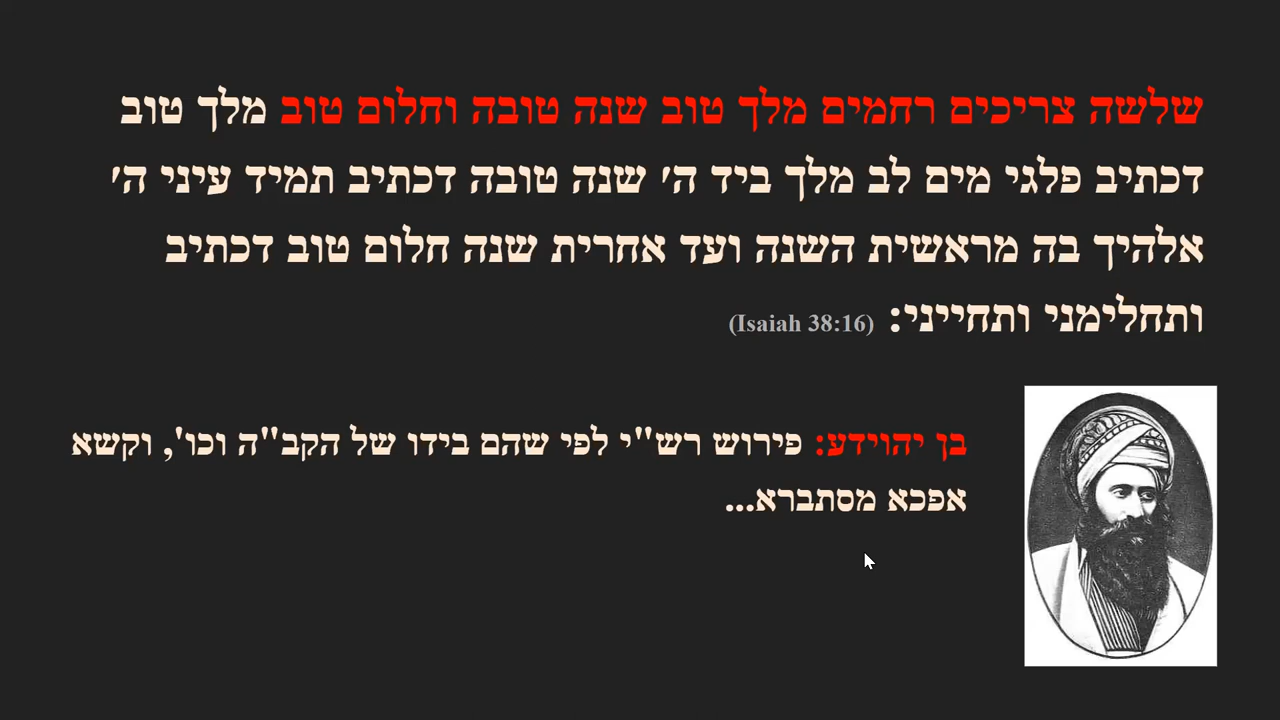 שלשה צריכים רחמים מלך טוב שנה טובה וחלום טוב מלך טוב
דכתיב פלגי מים לב מלך ביד ה׳ שנה טובה דכתיב תמיד עיני ה׳
אלהיך בה מראשית השנה ועד אחרית שנה חלום טוב דכתיב
ותחלימני ותחייני: (Isaiah 38:16)
בן יהוידע: פירוש רש"י לפי שהם בידו של הקב"ה וכו', וקשא
אפכא מסתברא...